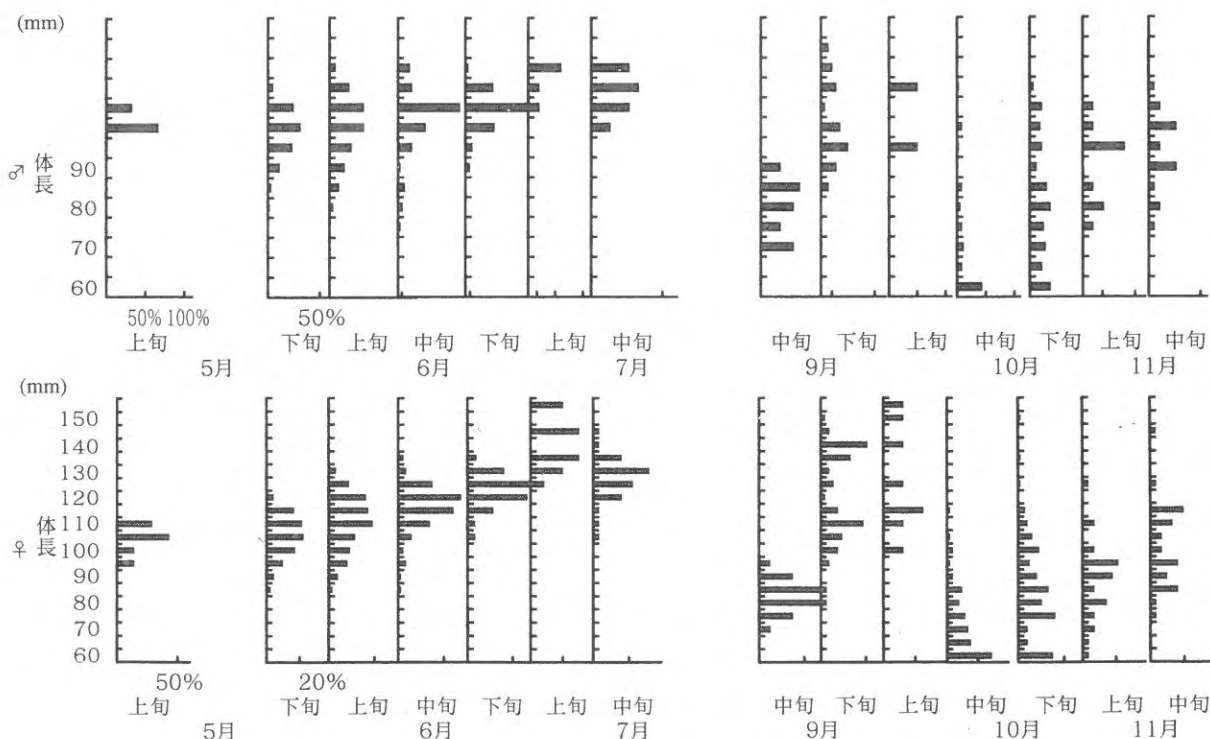 (mm)
♂ 体長
90
80
70
60
50% 100%
50%
上旬
下旬 上旬 中旬 下旬 上旬 中旬
中旬 下旬 上旬 中旬 下旬 上旬 中旬
5月 6月 7月 9月 10月 11月
(mm)
150
140
130
120
110
100
90
80
70
60
♀ 体長
50%
20%
上旬
下旬 上旬 中旬 下旬 上旬 中旬
中旬 下旬 上旬 中旬 下旬 上旬 中旬
5月 6月 7月 9月 10月 11月